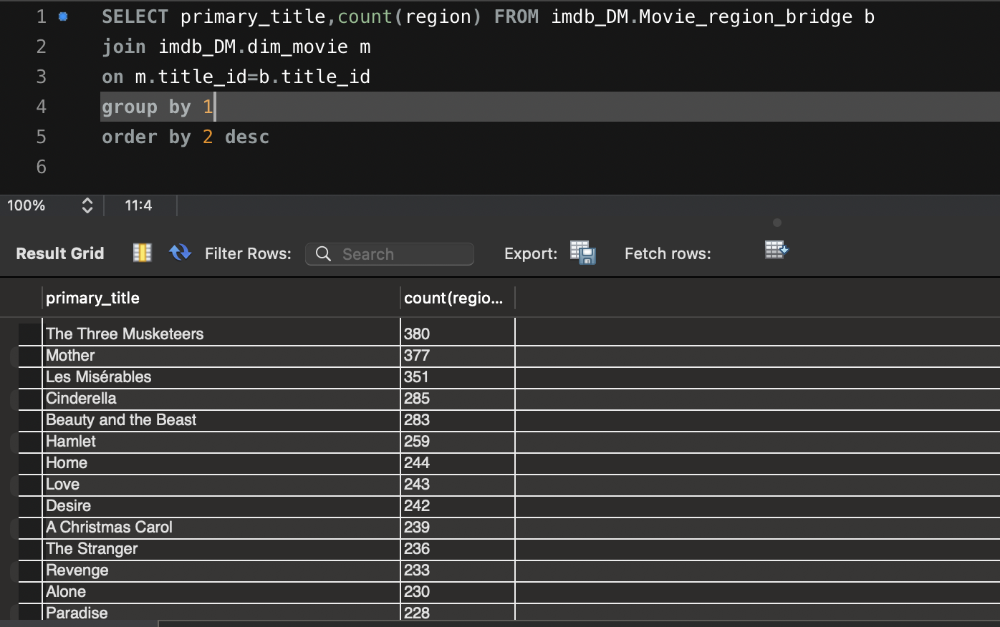 1 SELECT primary_title,count(region) FROM imdb_DM.Movie_region_bridge b
2 join imdb_DM.dim_movie m
3 on m.title_id=b.title_id
4 group by 1
5 order by 2 desc
6
100% 11:4
Result Grid Filter Rows: Search Export: Fetch rows:
primary_title count(regio...
The Three Musketeers 380
Mother 377
Les Misérables 351
Cinderella 285
Beauty and the Beast 283
Hamlet 259
Home 244
Love 243
Desire 242
A Christmas Carol 239
The Stranger 236
Revenge 233
Alone 230
Paradise 228